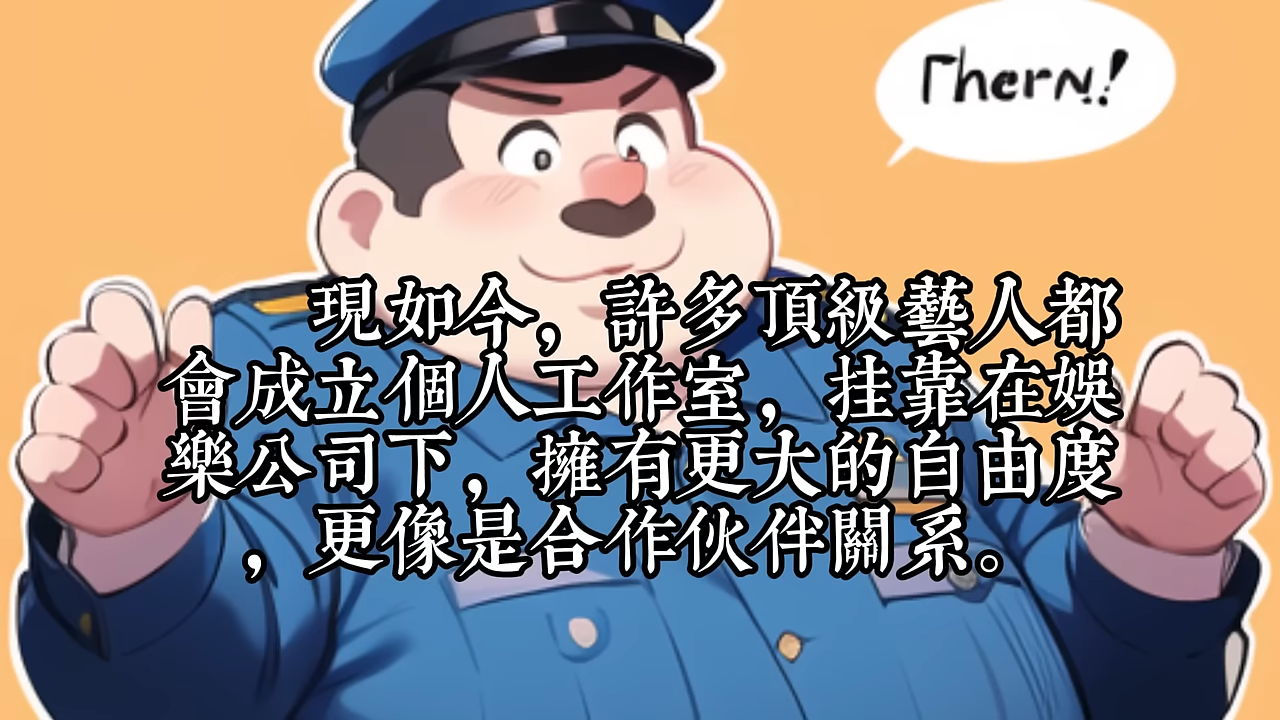 Thern!
現如今，許多頂級藝人都
會成立個人工作室，挂靠在娛
樂公司下，擁有更大的自由度
，更像是合作伙伴關系。